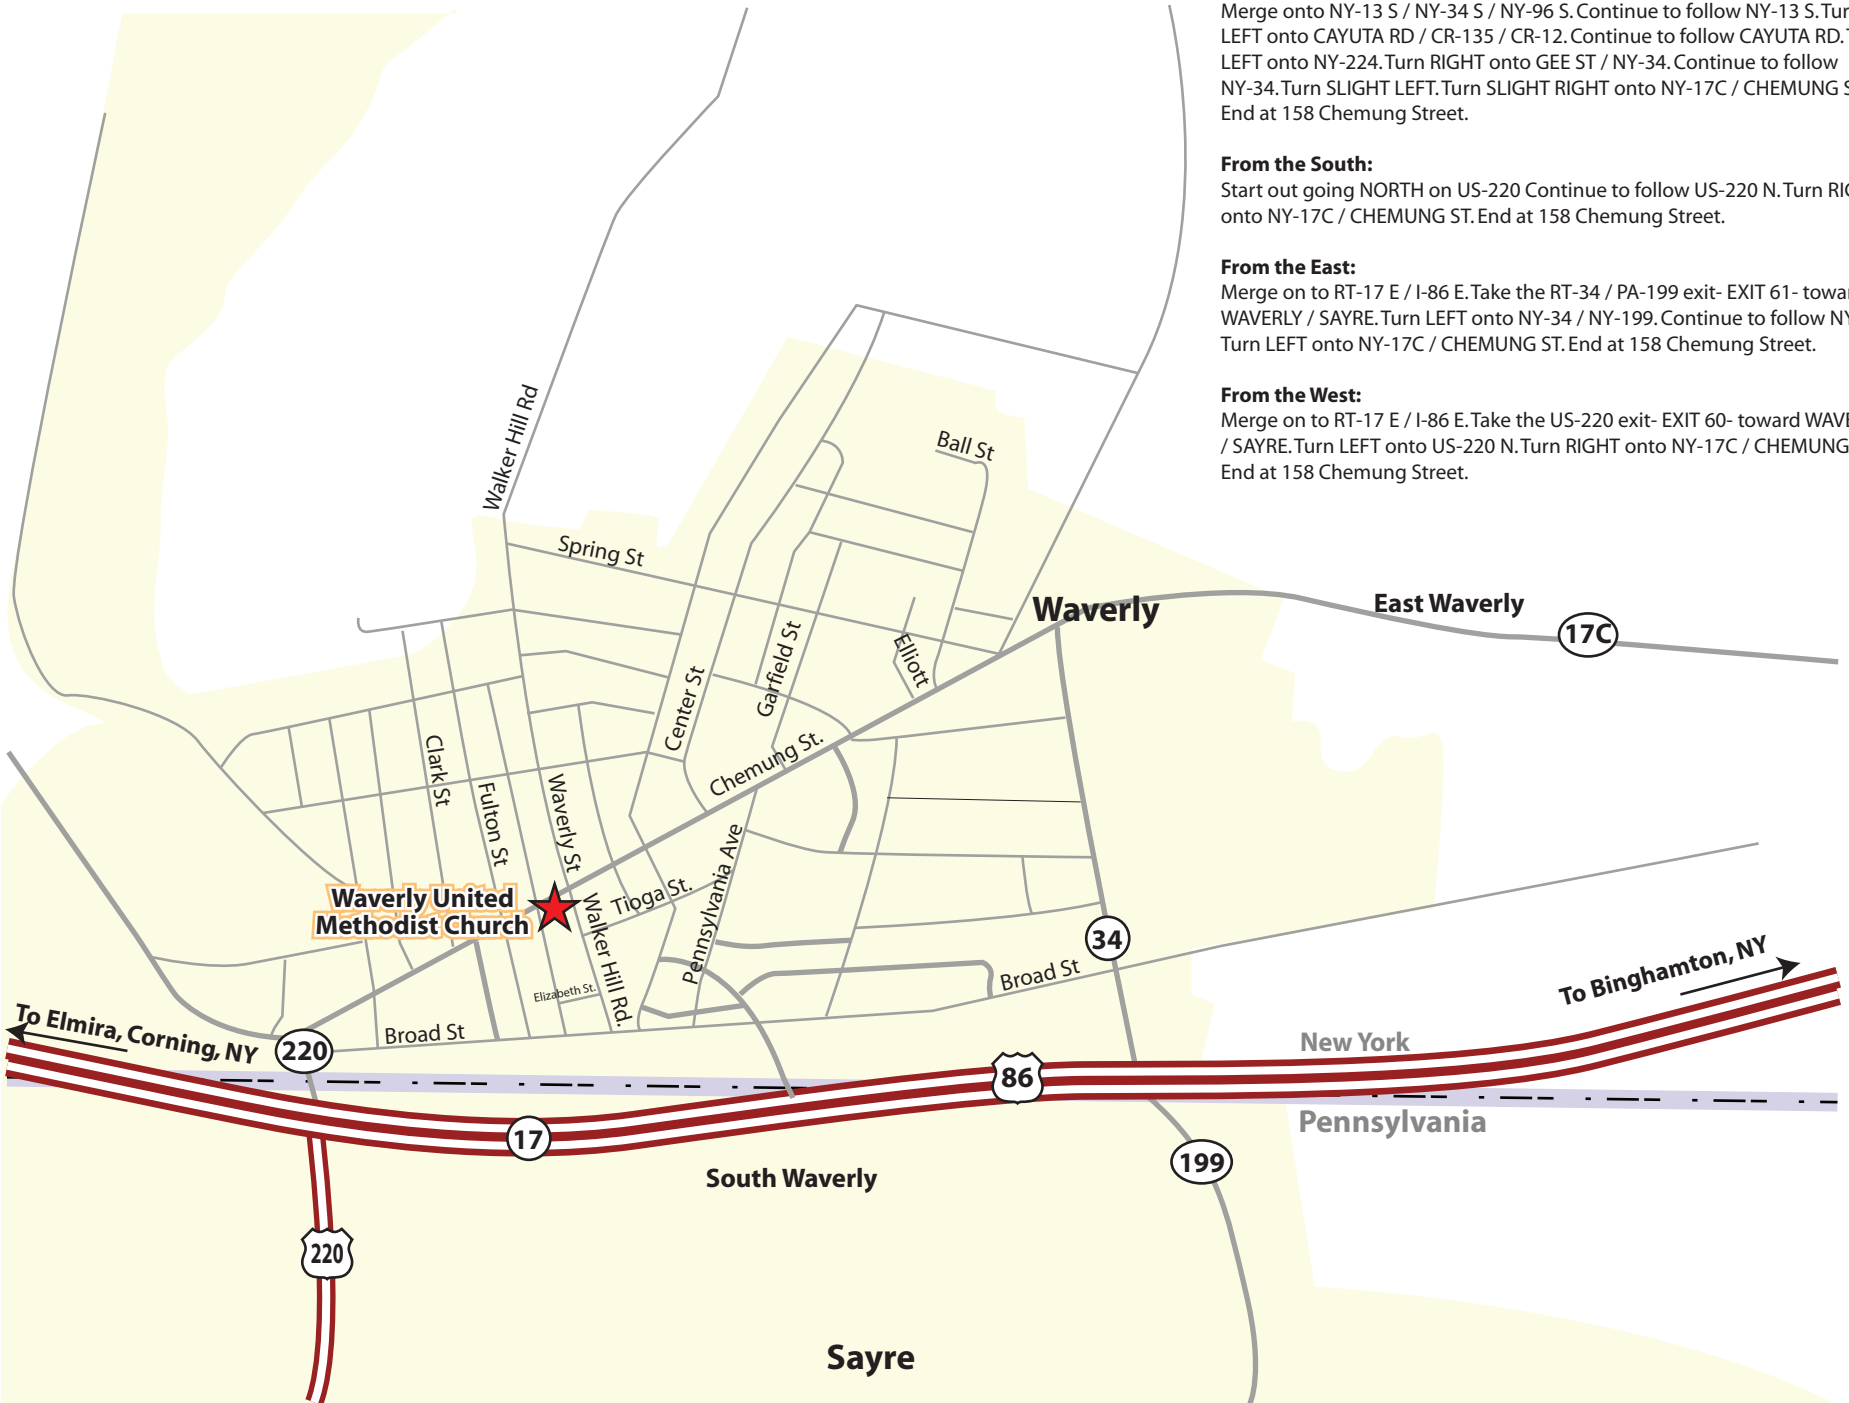 Merge onto NY-13 S / NY-34 S / NY-96 S. Continue to follow NY-13 S. Tur
LEFT onto CAYUTA RD / CR-135 / CR-12. Continue to follow CAYUTA RD.
LEFT onto NY-224. Turn RIGHT onto GEE ST / NY-34. Continue to follow
NY-34. Turn SLIGHT LEFT. Turn SLIGHT RIGHT onto NY-17C / CHEMUNG S
End at 158 Chemung Street.
From the South:
Start out going NORTH on US-220 Continue to follow US-220 N. Turn RI
onto NY-17C / CHEMUNG ST. End at 158 Chemung Street.
From the East:
Merge on to RT-17 E / I-86 E. Take the RT-34 / PA-199 exit- EXIT 61- towa
WAVERLY / SAYRE. Turn LEFT onto NY-34 / NY-199. Continue to follow NY
Turn LEFT onto NY-17C / CHEMUNG ST. End at 158 Chemung Street.
From the West:
Merge on to RT-17 E / I-86 E. Take the US-220 exit- EXIT 60- toward WAVE
/ SAYRE. Turn LEFT onto US-220 N. Turn RIGHT onto NY-17C / CHEMUNG
End at 158 Chemung Street.
Walker Hill Rd
Ball St
Spring St
Waverly
East Waverly
17C
Garfield St
Elliott
Center St
Chemung St.
Clark St
Fulton St
Waverly St
Pennsylvania Ave
Tioga St.
Waverly United
Methodist Church
Walker Hill Rd.
34
Elizabeth St.
Broad St
Broad St
To Binghamton, NY
To Elmira, Corning, NY
220
New York
86
Pennsylvania
17
199
South Waverly
220
Sayre